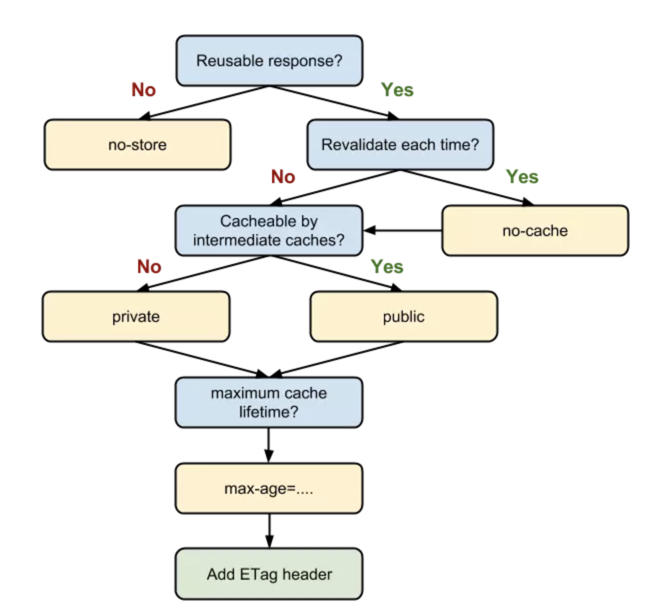 Reusable response?
No
Yes
no-store
Revalidate each time?
No
Yes
Cacheable by
intermediate caches?
no-cache
No
Yes
private
public
maximum cache
lifetime?
max-age=....
Add ETag header